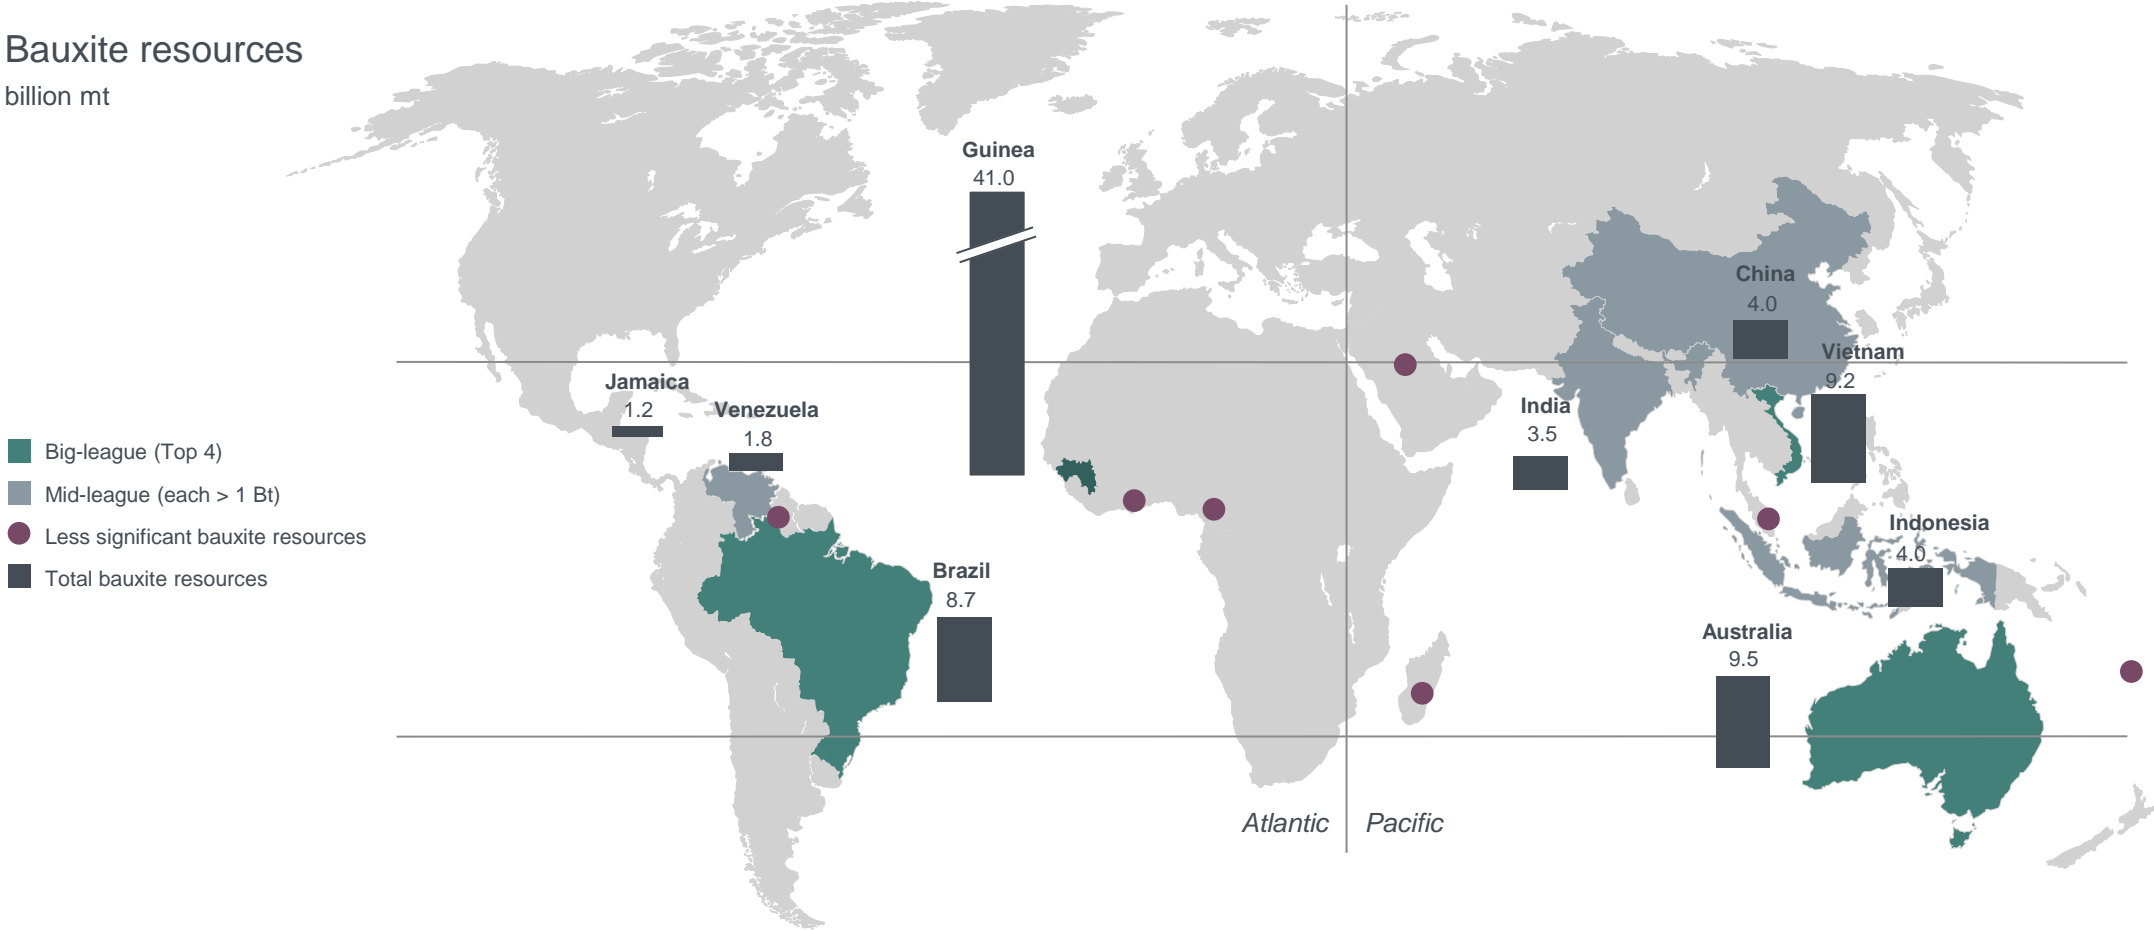 Bauxite resources
billion mt
Guinea
41.0
China
4.0
Vietnam
9.2
Jamaica
1.2
Venezuela
1.8
India
3.5
Big-league (Top 4)
Mid-league (each > 1 Bt)
Less significant bauxite resources
Total bauxite resources
Indonesia
4.0
Brazil
8.7
Australia
9.5
Atlantic
Pacific